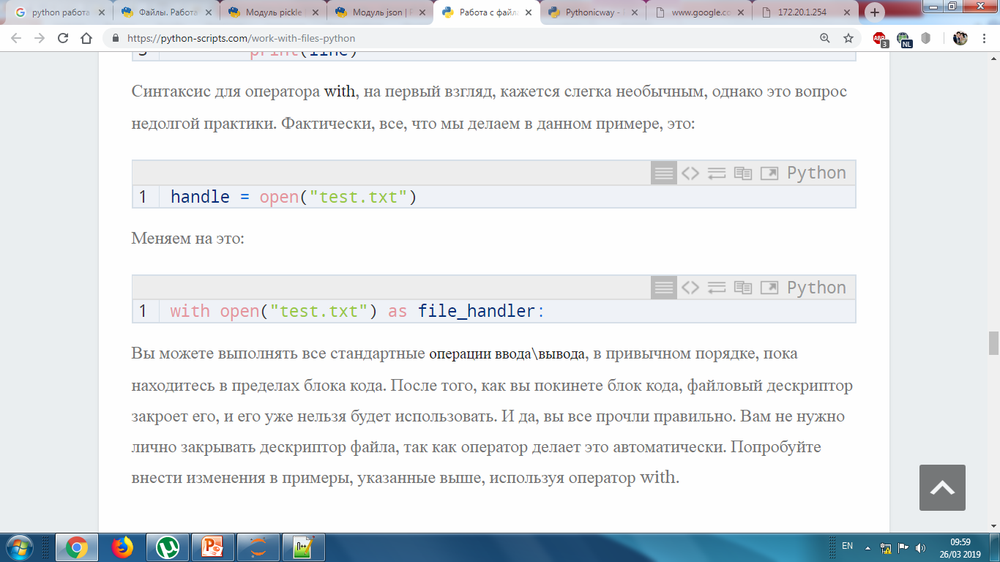 python работа
Файлы. Работа
Модуль pickle
Модуль json | P
Работа с файла
Pythonicway -
www.google.co
172.20.1.254
https://python-scripts.com/work-with-files-python
ABP
3
NL
3 print(line)
Синтаксис для оператора with, на первый взгляд, кажется слегка необычным, однако это вопрос
недолгой практики. Фактически, все, что мы делаем в данном примере, это:
Python
1 handle = open("test.txt")
Меняем на это:
Python
1 with open("test.txt") as file_handler:
Вы можете выполнять все стандартные операции ввода\вывода, в привычном порядке, пока
находитесь в пределах блока кода. После того, как вы покинете блок кода, файловый дескриптор
закроет его, и его уже нельзя будет использовать. И да, вы все прочли правильно. Вам не нужно
лично закрывать дескриптор файла, так как оператор делает это автоматически. Попробуйте
внести изменения в примеры, указанные выше, используя оператор with.
EN
09:59
26/03 2019